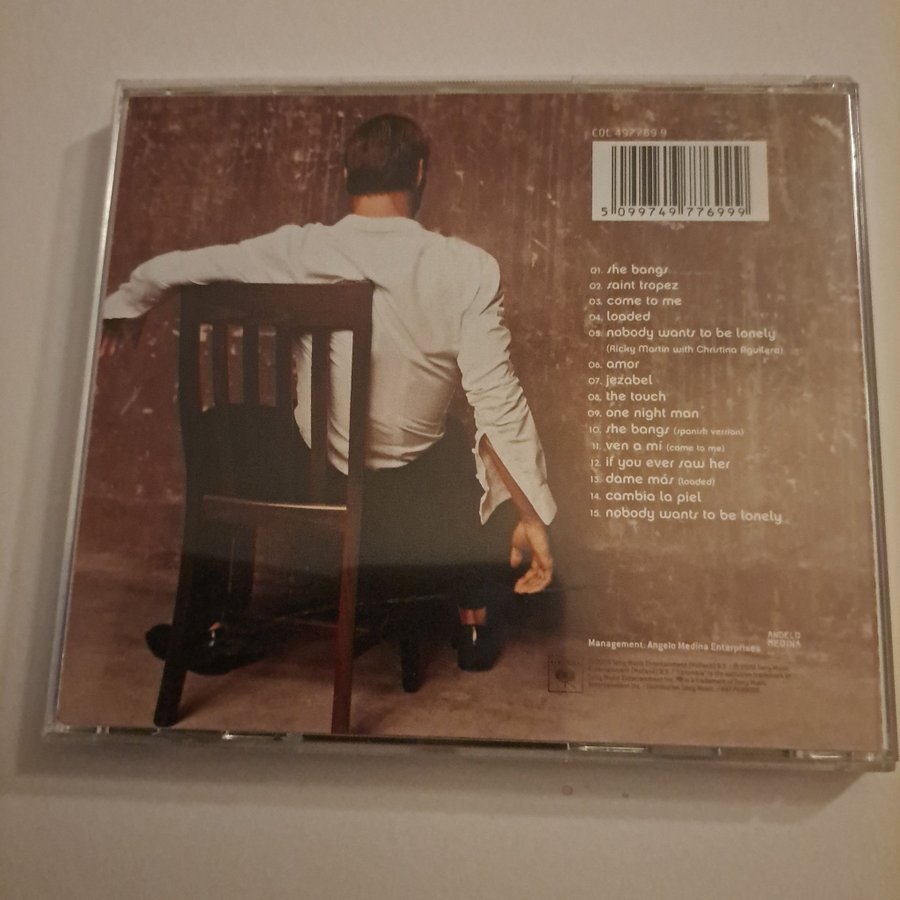 COL 497769 9
5 099749 776999
01. she bangs
02. saint tropez
03. come to me
04. loaded
05. nobody wants to be lonely
(Ricky Martin with Christina Aguilera)
06. amor
07. jezabel
08. the touch
09. one night man
10. she bangs (spanish version)
11. ven a mi (come to me)
12. if you ever saw her
13. dame más (loaded)
14. cambia la piel
15. nobody wants to be lonely
Management: Angelo Medina Enterprises
ANGELO
MEDINA